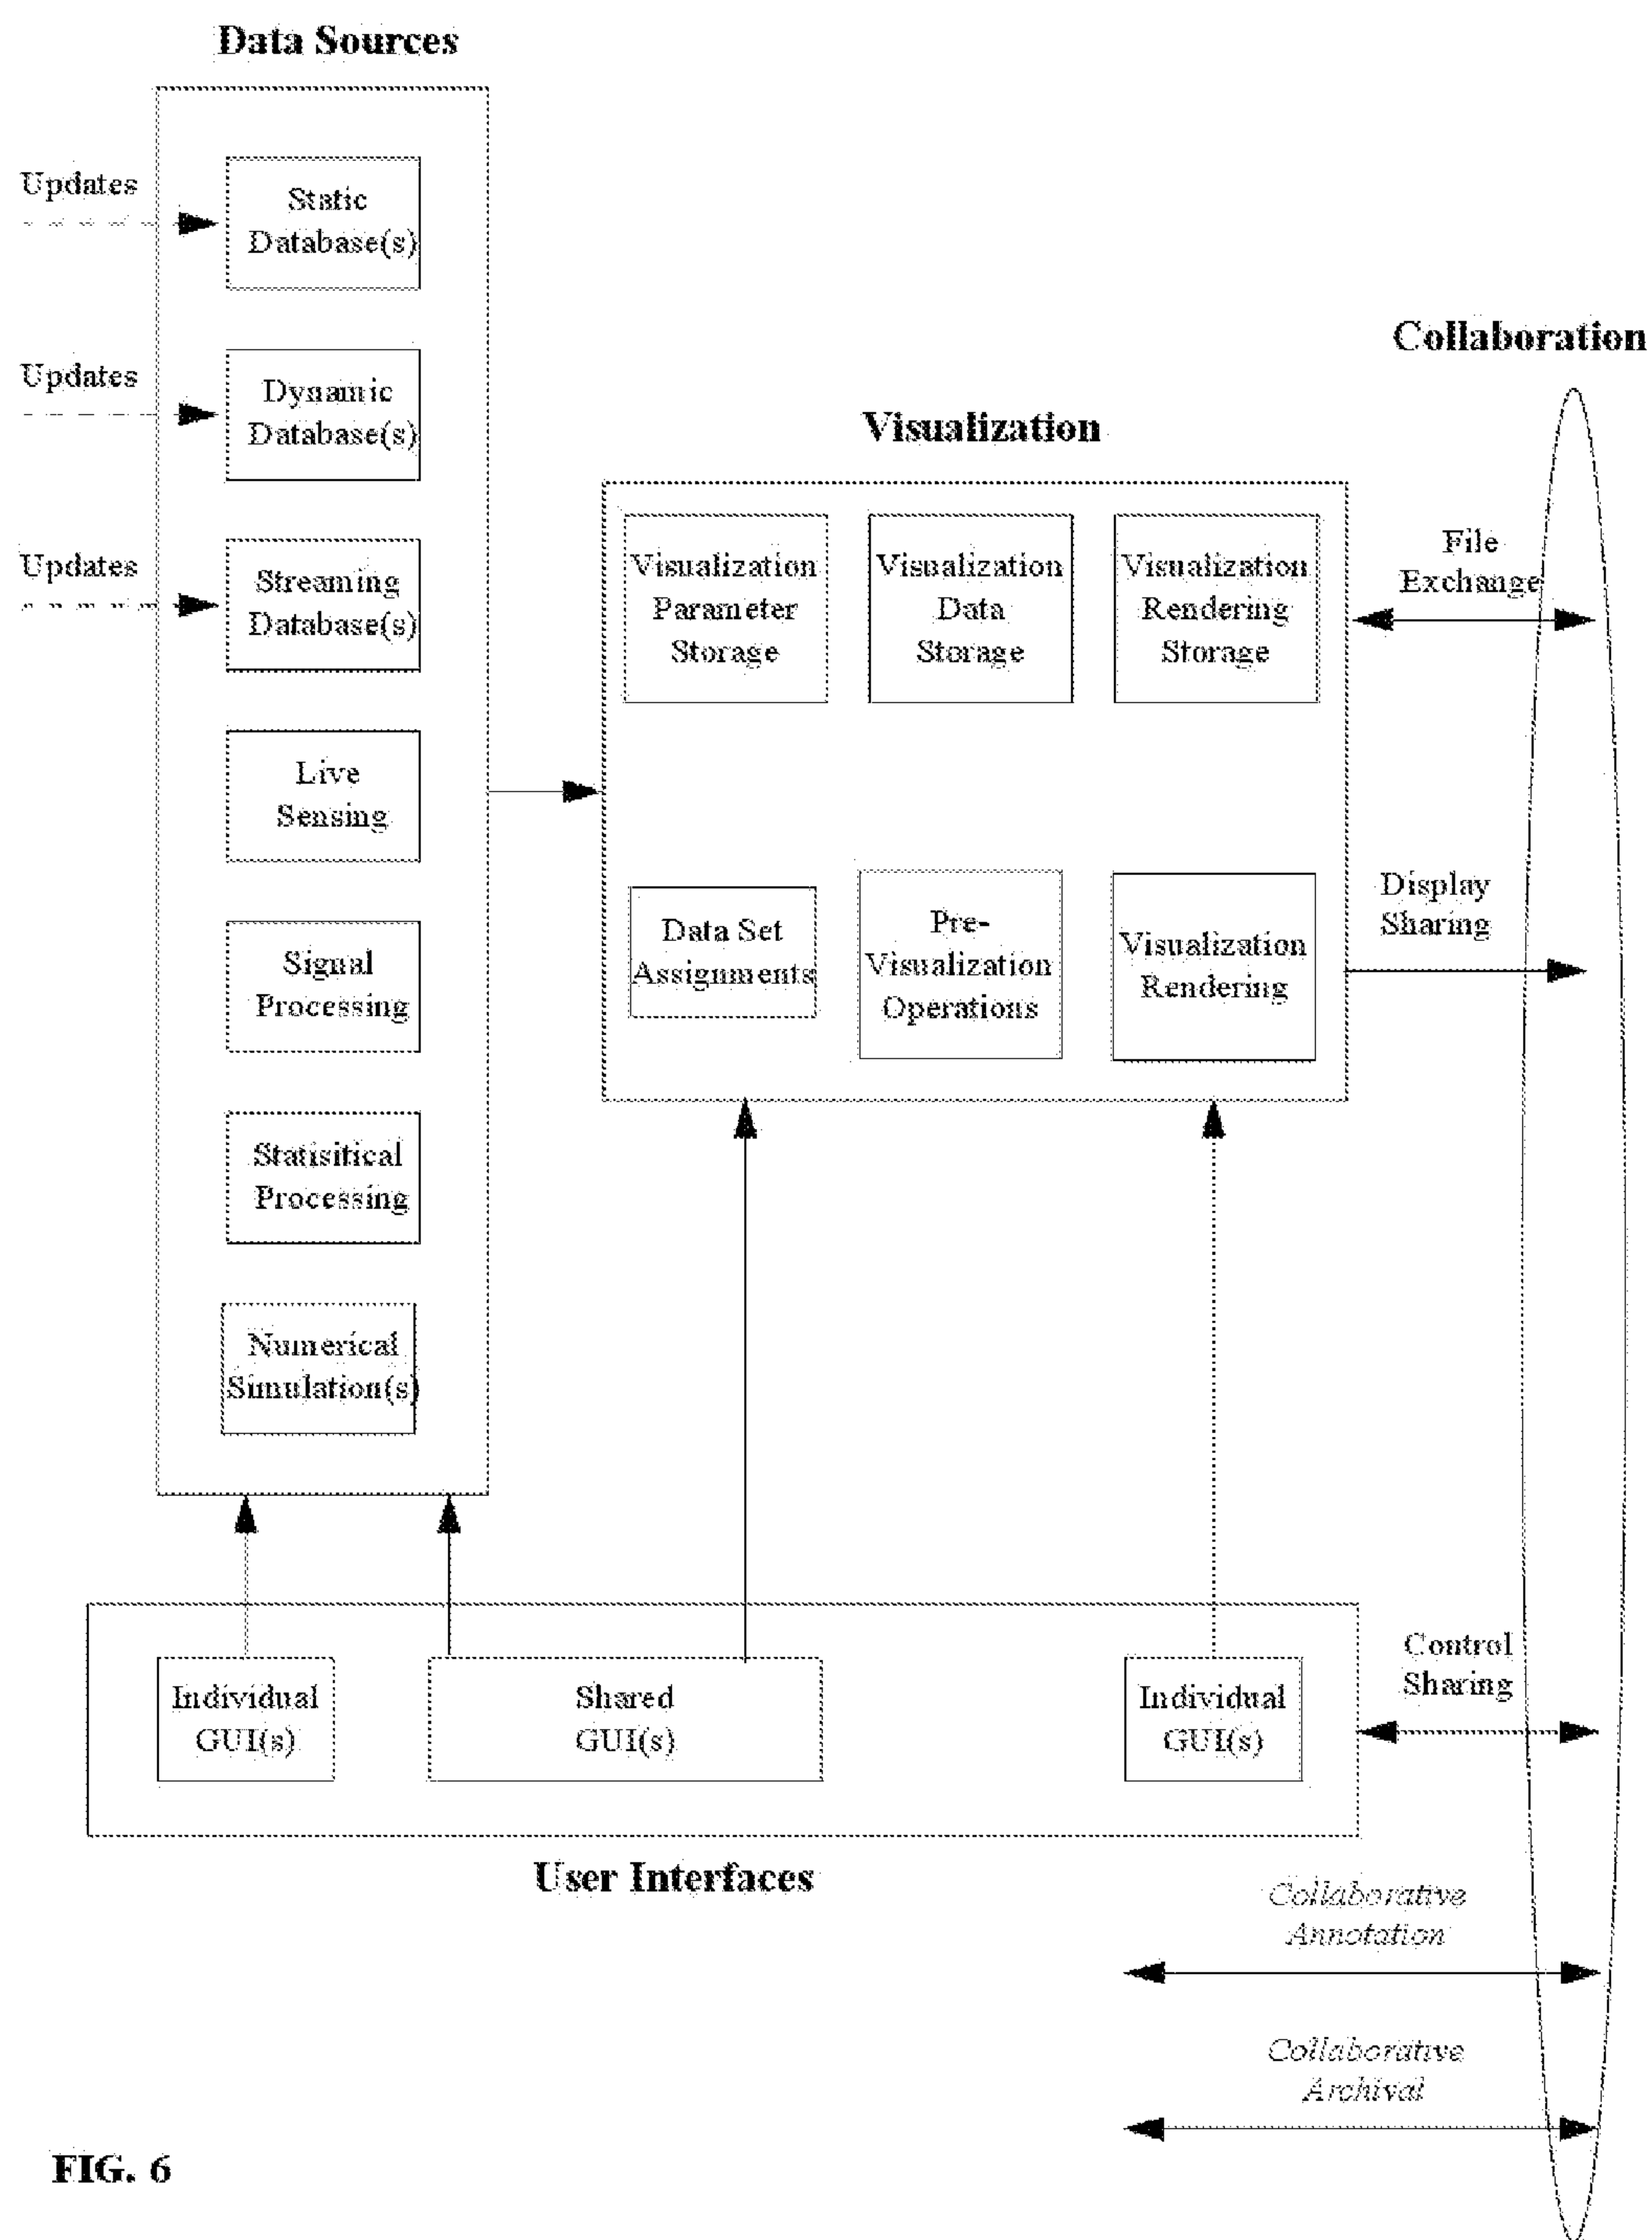 Data Sources
Updates
Static
Database(s)
Updates
Dynamic
Database(s)
Updates
Streaming
Database(s)
Live
Sensing
Signal
Processing
Statisitical
Processing
Numerical
Simulation(s)
Visualization
Visualization
Parameter
Storage
Visualization
Data
Storage
Visualization
Rendering
Storage
Data Set
Assignments
Pre-
Visualization
Operations
Visualization
Rendering
Collaboration
File
Exchange
Display
Sharing
Individual
GUI(s)
Shared
GUI(s)
Individual
GUI(s)
Control
Sharing
User Interfaces
Collaborative
Annotation
Collaborative
Archival
FIG. 6